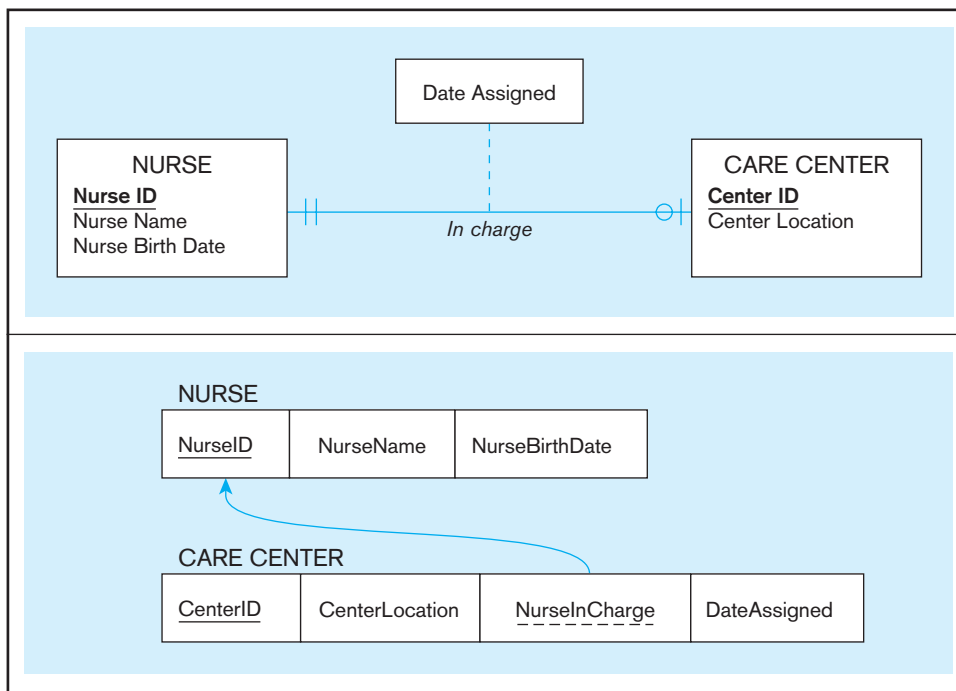 Date Assigned
NURSE
Nurse ID
Nurse Name
Nurse Birth Date
In charge
CARE CENTER
Center ID
Center Location
NURSE
NurseID
NurseName
NurseBirthDate
CARE CENTER
CenterID
CenterLocation
NurseInCharge
DateAssigned